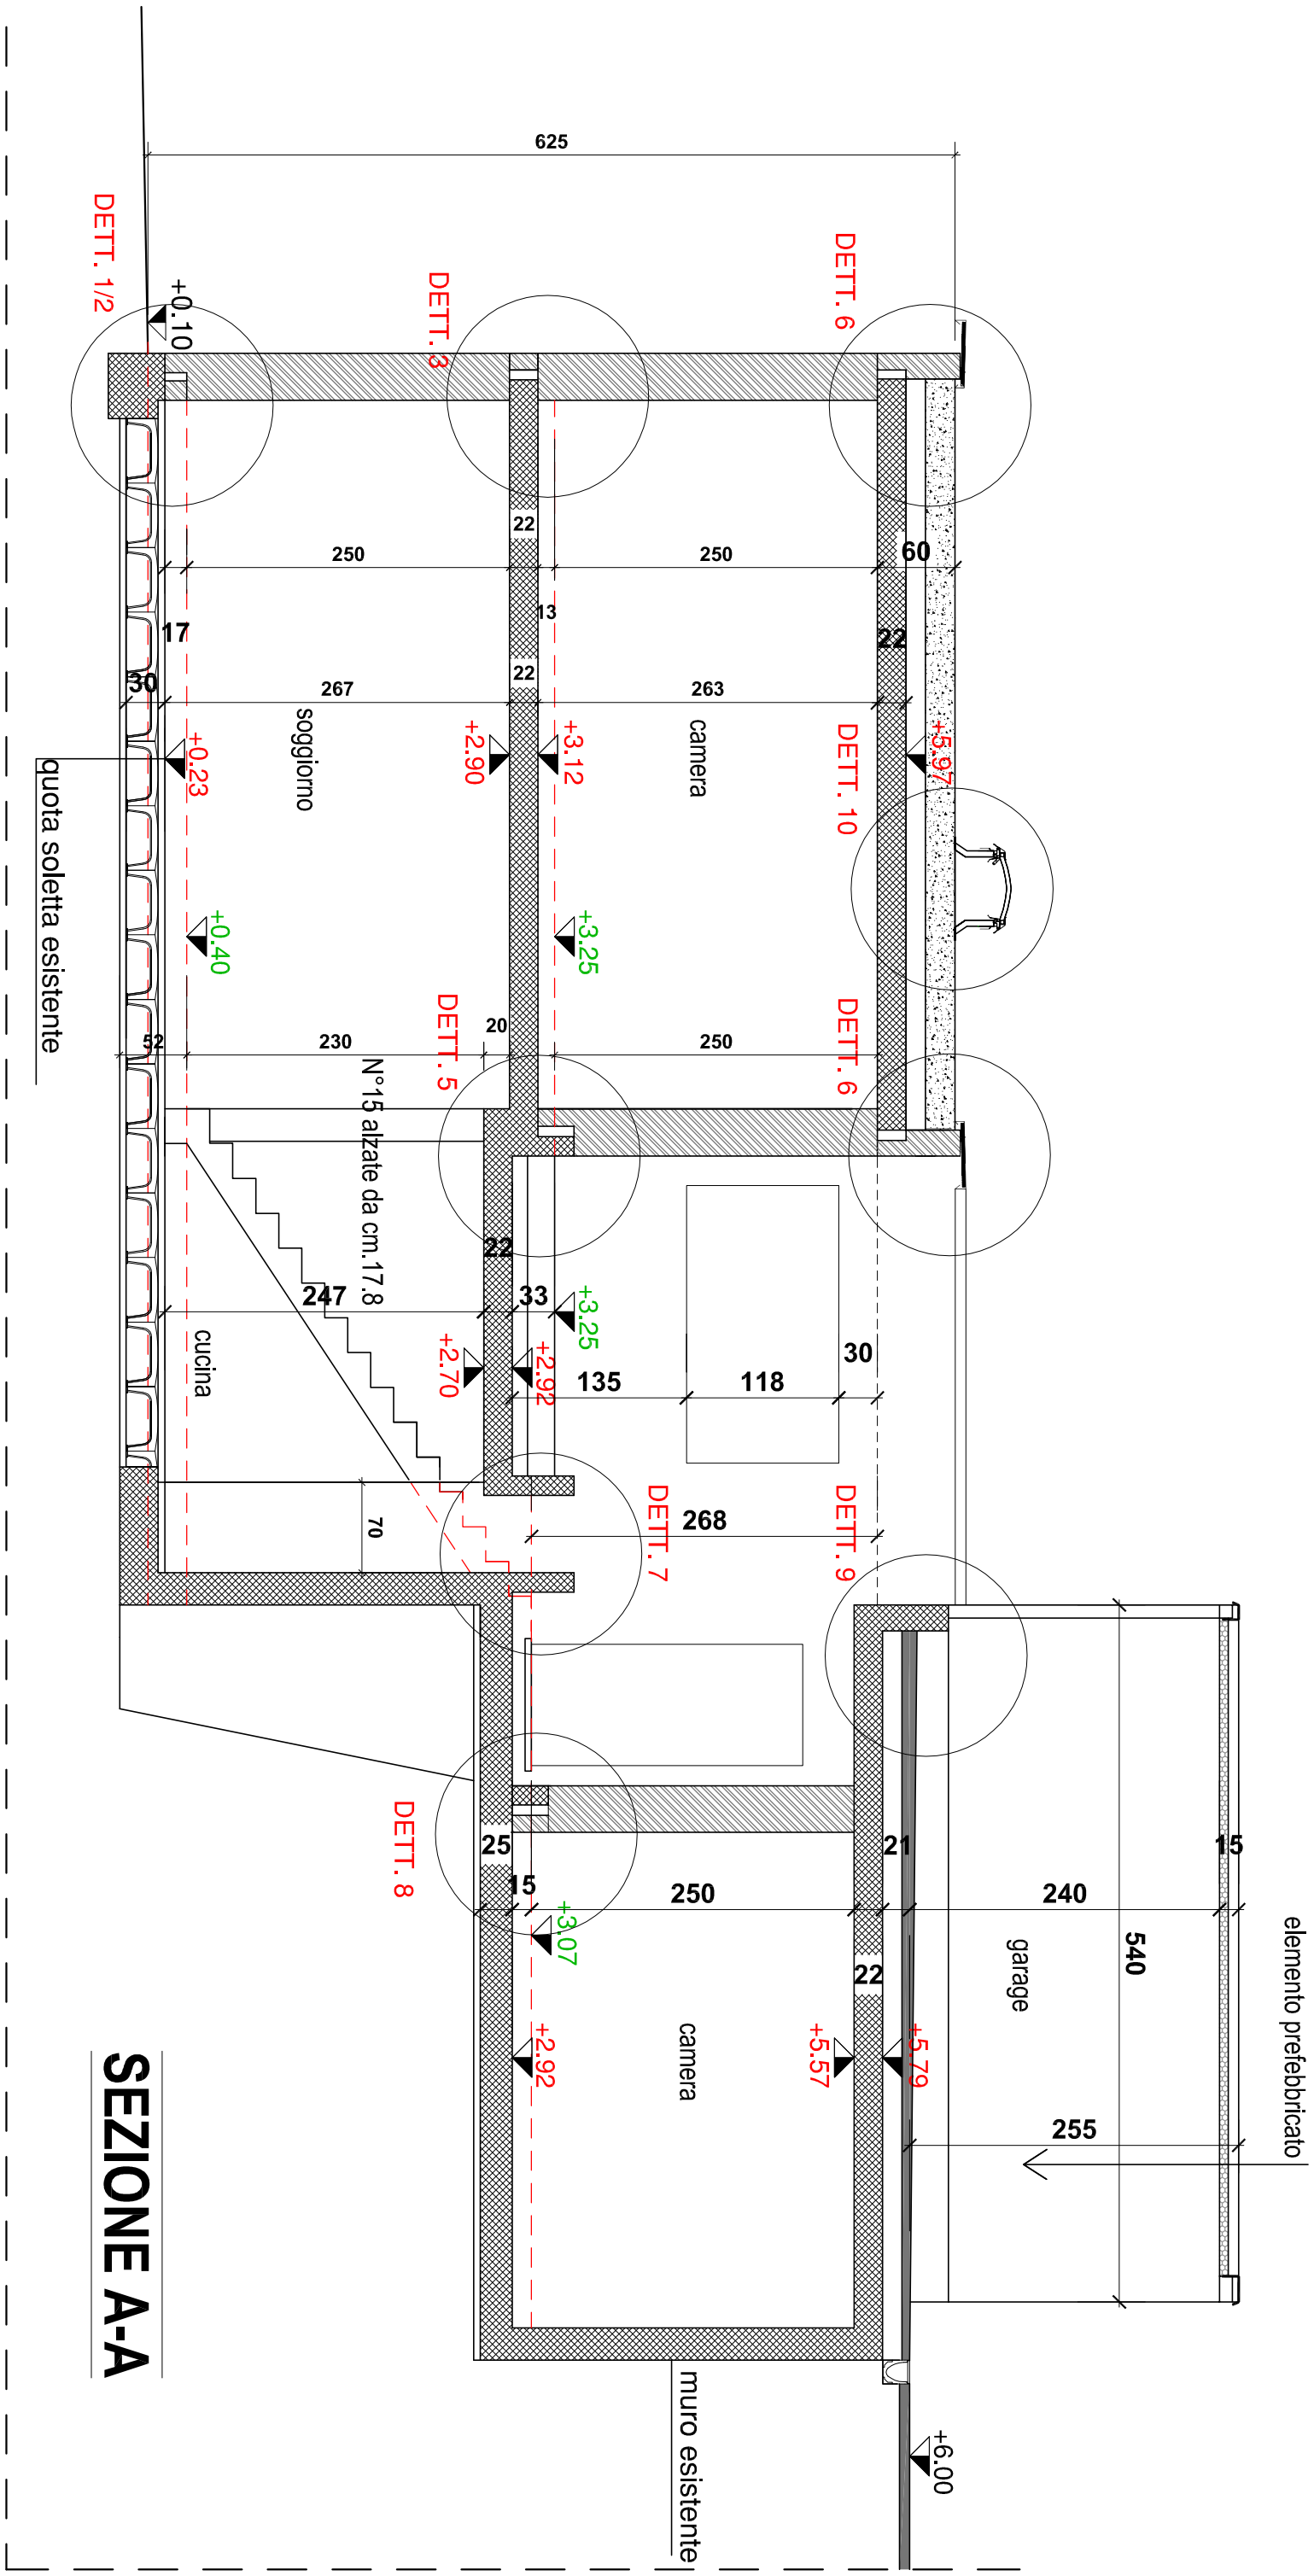 elemento prefebbricato
15
240
garage
540
255
+6.00
21
+5.79
22
+5.57
250
camera
+3.07
15
+2.92
25
DETT. 8
muro esistente
DETT. 9
268
DETT. 7
30
118
135
+3.25
33
+2.92
22
+2.70
247
N°15 alzate da cm.17.8
cucina
70
625
DETT. 6
60
22
+5.97
DETT. 10
DETT. 6
250
263
250
camera
+3.25
13
+3.12
DETT. 3
22
22
+2.90
DETT. 5
20
250
267
230
soggiorno
+0.40
+0.23
17
30
52
+0.10
DETT. 1/2
quota soletta esistente
SEZIONE A-A